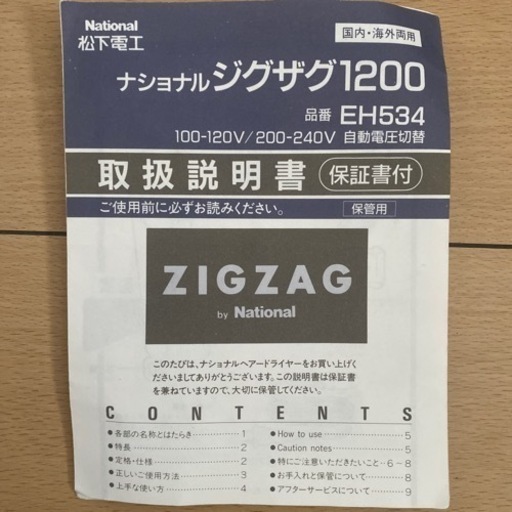 National
松下電工
国内・海外両用
ナショナル ジグザグ1200
品番 EH534
100-120V/200-240V 自動電圧切替
取扱説明書 保証書付
ご使用前に必ずお読みください。 保管用
ZIGZAG
by National
このたびは、ナショナルヘアードライヤーをお買い上げく
ださいましてありがとうございます。この説明書は保証書
を兼ねていますので、大切に保管してください。
CONTENTS
●各部の名称とはたらき…………1
●特長……………………………2
●定格・仕様……………………2
●正しいご使用方法……………3
●上手な使い方…………………4
●How to use……………………5
●Caution notes…………………5
●特にご注意いただきたいこと…6~8
●お手入れと保管について………8
●アフターサービスについて………9